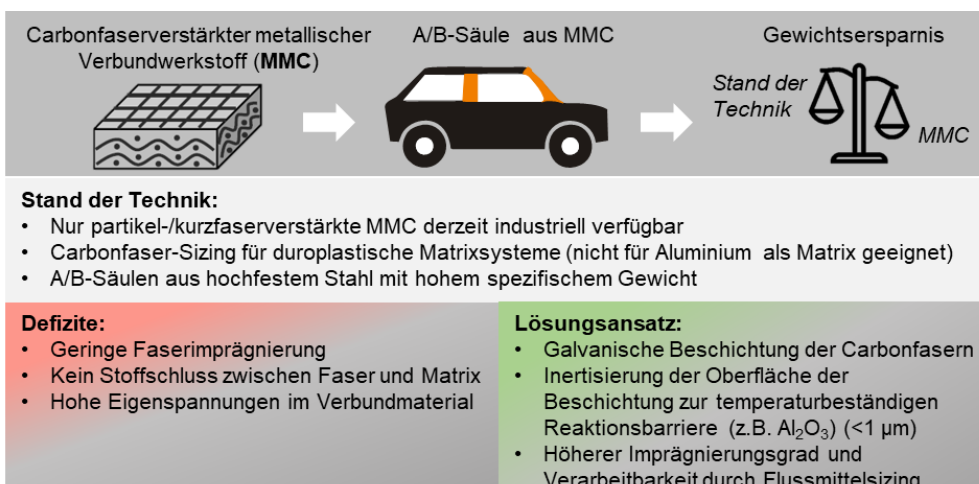 Carbonfaserverstärkter metallischer
Verbundwerkstoff (MMC)
A/B-Säule aus MMC
Gewichtsersparnis
Stand der
Technik
MMC
Stand der Technik:
• Nur partikel-/kurzfaserverstärkte MMC derzeit industriell verfügbar
• Carbonfaser-Sizing für duroplastische Matrixsysteme (nicht für Aluminium als Matrix geeignet)
• A/B-Säulen aus hochfestem Stahl mit hohem spezifischem Gewicht
Defizite:
• Geringe Faserimprägnierung
• Kein Stoffschluss zwischen Faser und Matrix
• Hohe Eigenspannungen im Verbundmaterial
Lösungsansatz:
• Galvanische Beschichtung der Carbonfasern
• Inertisierung der Oberfläche der
Beschichtung zur temperaturbeständigen
Reaktionsbarriere (z.B. Al₂O₃) (<1 µm)
• Höherer Imprägnierungsgrad und
Verarbeitbarkeit durch Flussmittelsizing